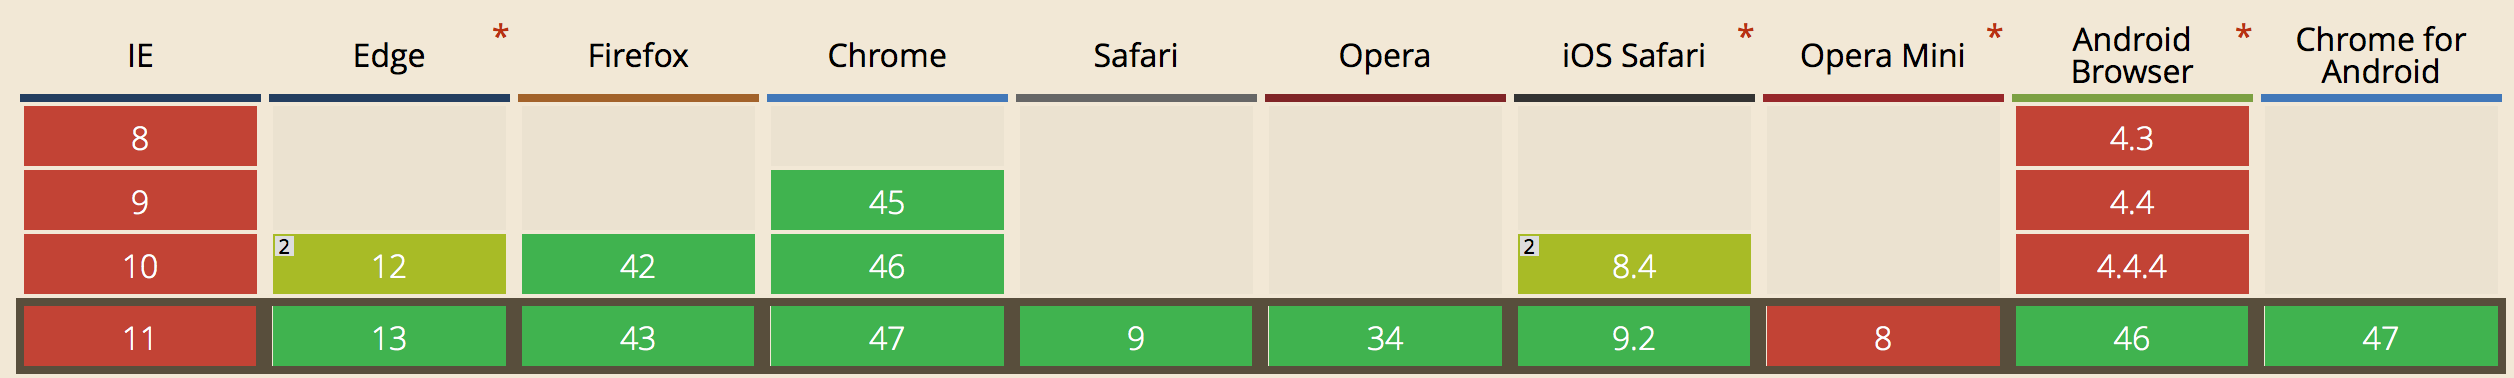 IE
Edge *
Firefox
Chrome
Safari
Opera
iOS Safari *
Opera Mini *
Android Browser *
Chrome for Android
8 4.3
9 45 4.4
10 2 12 42 46 2 8.4 4.4.4
11 13 43 47 9 34 9.2 8 46 47